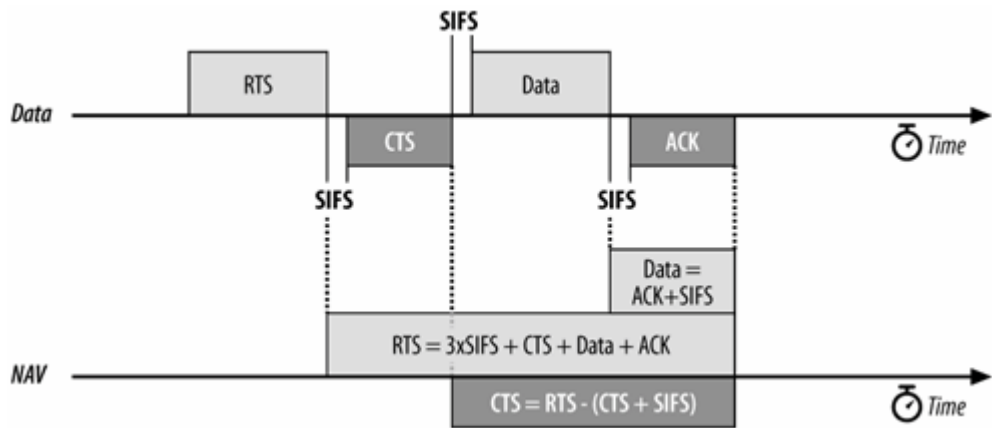 SIFS
RTS
Data
Data
CTS
ACK
Time
SIFS
SIFS
Data =
ACK+SIFS
RTS = 3xSIFS + CTS + Data + ACK
NAV
CTS = RTS - (CTS + SIFS)
Time